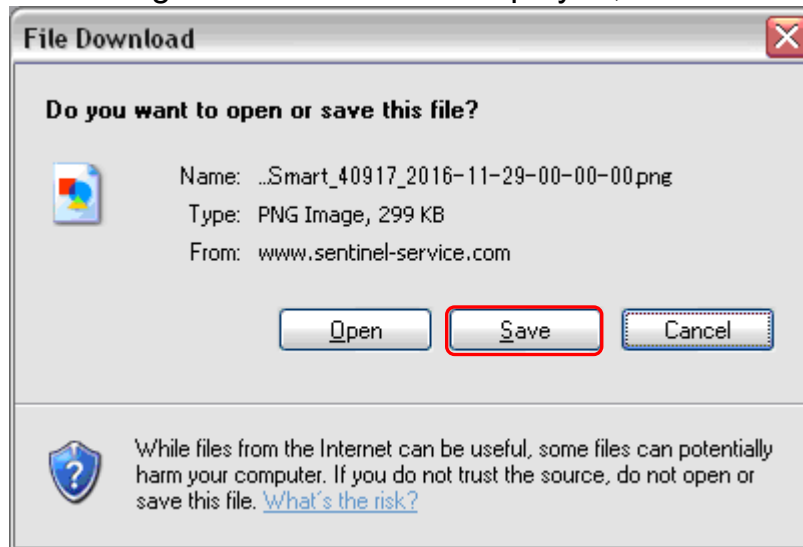 File Download
Do you want to open or save this file?
Name: ...Smart_40917_2016-11-29-00-00-00.png
Type: PNG Image, 299 KB
From: www.sentinel-service.com
Open Save Cancel
While files from the Internet can be useful, some files can potentially
harm your computer. If you do not trust the source, do not open or
save this file. What's the risk?